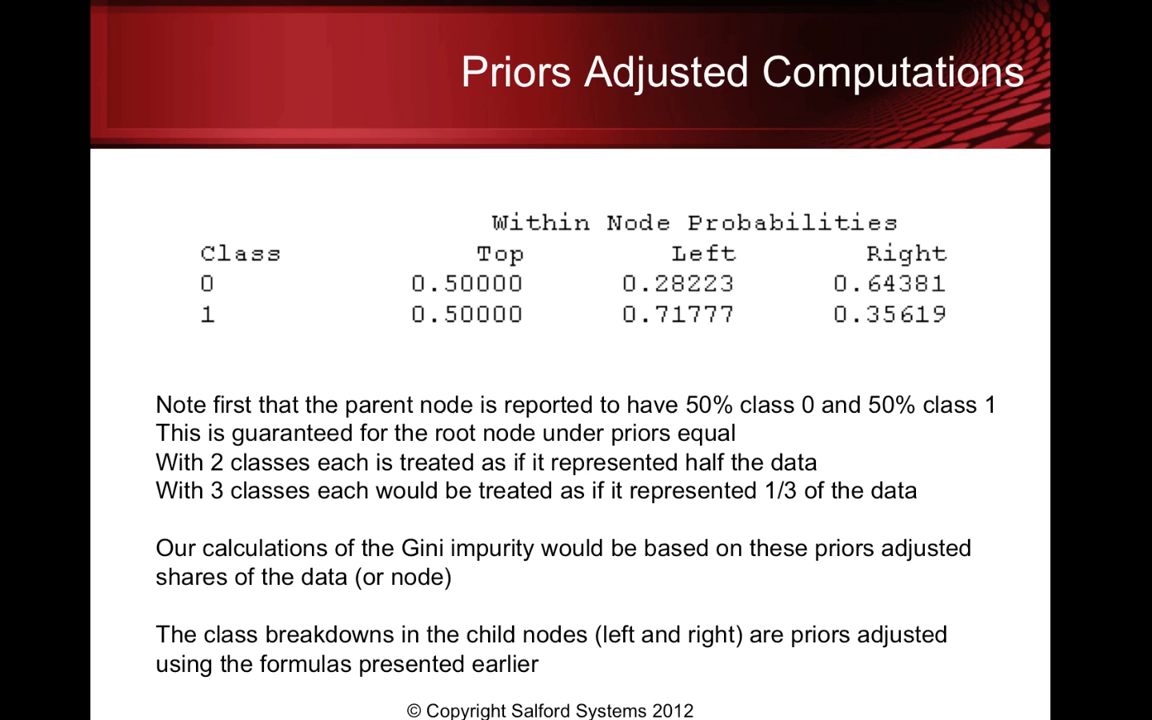 Priors Adjusted Computations
Within Node Probabilities
Class Top Left Right
0 0.50000 0.28223 0.64381
1 0.50000 0.71777 0.35619
Note first that the parent node is reported to have 50% class 0 and 50% class 1
This is guaranteed for the root node under priors equal
With 2 classes each is treated as if it represented half the data
With 3 classes each would be treated as if it represented 1/3 of the data
Our calculations of the Gini impurity would be based on these priors adjusted
shares of the data (or node)
The class breakdowns in the child nodes (left and right) are priors adjusted
using the formulas presented earlier
© Copyright Salford Systems 2012